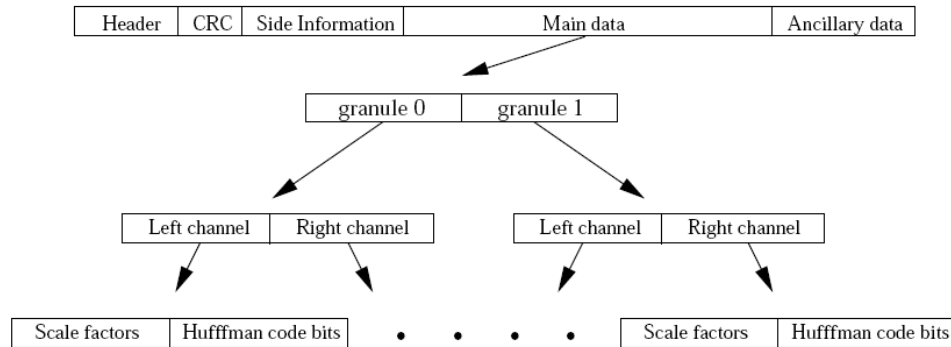 Header CRC Side Information Main data Ancillary data
granule 0 granule 1
Left channel Right channel Left channel Right channel
Scale factors Hufffman code bits Scale factors Hufffman code bits